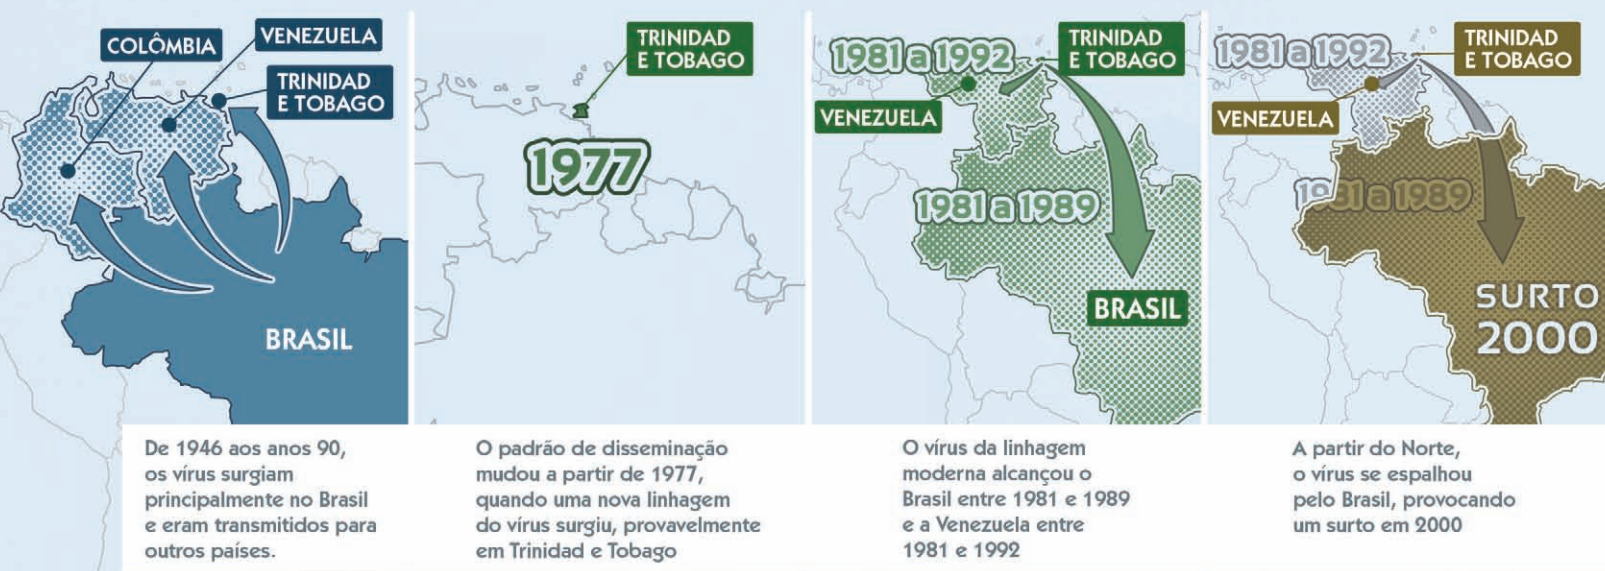 COLÔMBIA
VENEZUELA
TRINIDAD
E TOBAGO
BRASIL
De 1946 aos anos 90,
os vírus surgiam
principalmente no Brasil
e eram transmitidos para
outros países.
TRINIDAD
E TOBAGO
1977
O padrão de disseminação
mudou a partir de 1977,
quando uma nova linhagem
do vírus surgiu, provavelmente
em Trinidad e Tobago
1981 a 1992
TRINIDAD
E TOBAGO
VENEZUELA
1981 a 1989
BRASIL
O vírus da linhagem
moderna alcançou o
Brasil entre 1981 e 1989
e a Venezuela entre
1981 e 1992
1981 a 1992
TRINIDAD
E TOBAGO
VENEZUELA
1981 a 1989
SURTO
2000
A partir do Norte,
o vírus se espalhou
pelo Brasil, provocando
um surto em 2000